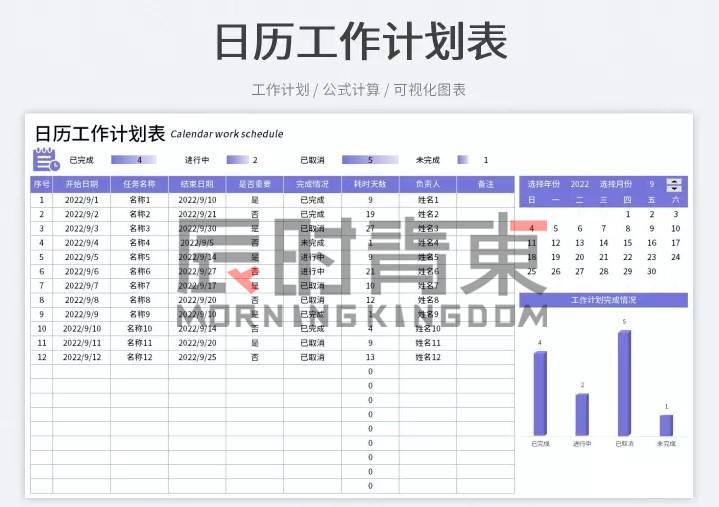 日历工作计划表
工作计划 / 公式计算 / 可视化图表
日历工作计划表 Calendar work schedule
已完成 4 进行中 2 已取消 5 未完成 1
序号 开始日期 任务名称 结束日期 是否重要 完成情况 耗时天数 负责人 备注
1 2022/9/1 名称1 2022/9/10 是 已完成 9 姓名1
2 2022/9/2 名称2 2022/9/21 否 已完成 19 姓名2
3 2022/9/3 名称3 2022/9/30 是 已取消 27 姓名3
4 2022/9/4 名称4 2022/9/5 否 未完成 1 姓名4
5 2022/9/5 名称5 2022/9/14 是 进行中 9 姓名5
6 2022/9/6 名称6 2022/9/27 否 进行中 21 姓名6
7 2022/9/7 名称7 2022/9/17 是 已取消 10 姓名7
8 2022/9/8 名称8 2022/9/20 否 已取消 12 姓名8
9 2022/9/9 名称9 2022/9/10 是 已完成 1 姓名9
10 2022/9/10 名称10 2022/9/14 否 已完成 4 姓名10
11 2022/9/11 名称11 2022/9/20 是 已取消 9 姓名11
12 2022/9/12 名称12 2022/9/25 否 已取消 13 姓名12
0
0
0
0
0
0
0
0
0
选择年份 2022 选择月份 9
日 一 二 三 四 五 六
1 2 3
4 5 6 7 8 9 10
11 12 13 14 15 16 17
18 19 20 21 22 23 24
25 26 27 28 29 30
工作计划完成情况
4 2 5 1
已完成 进行中 已取消 未完成
辰时青東
MORNING KINGDOM